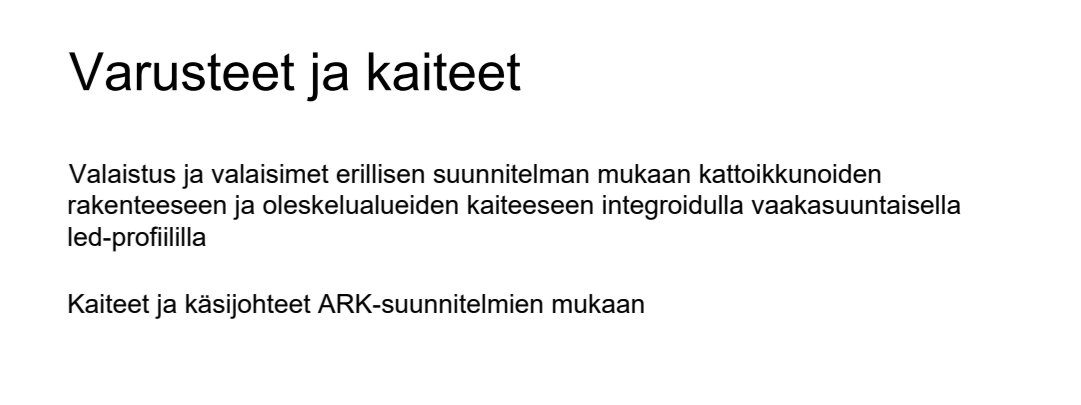 Varusteet ja kaiteet
Valaistus ja valaisimet erillisen suunnitelman mukaan kattoikkunoiden
rakenteeseen ja oleskelualueiden kaiteeseen integroidulla vaakasuuntaisella
led-profiililla
Kaiteet ja käsijohteet ARK-suunnitelmien mukaan